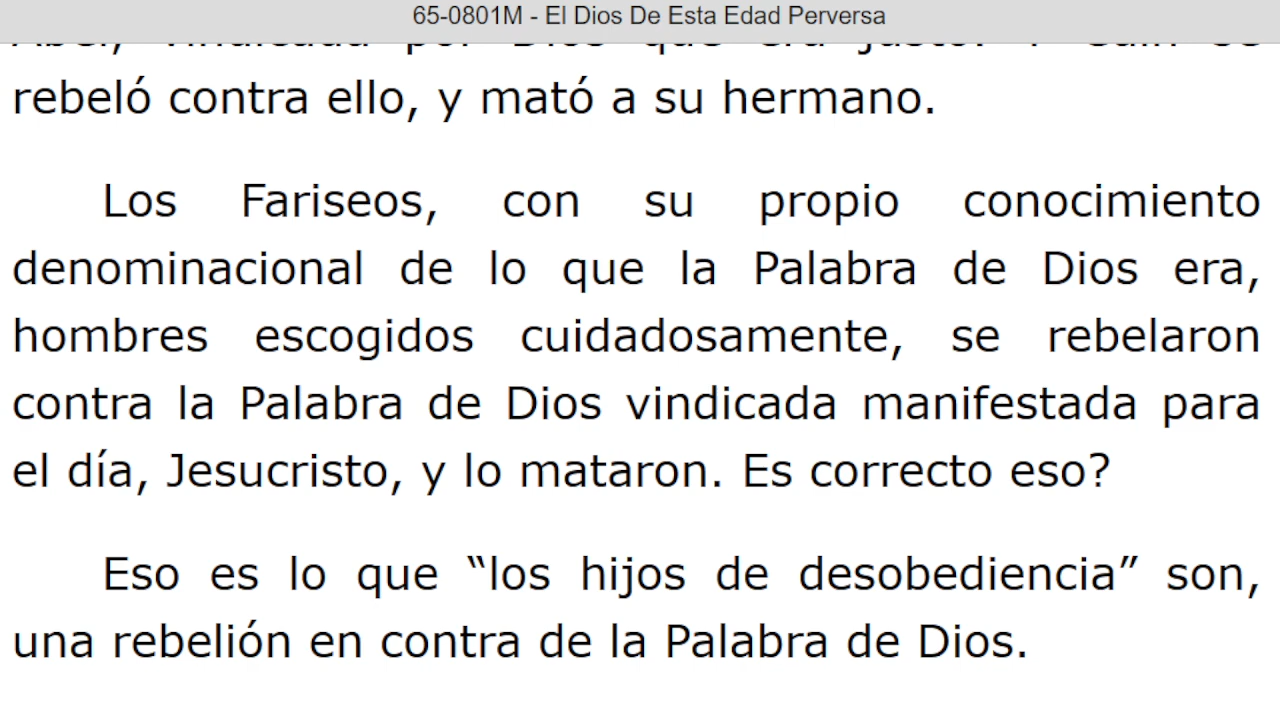 65-0801M - El Dios De Esta Edad Perversa
rebeló contra ello, y mató a su hermano.
Los Fariseos, con su propio conocimiento
denominacional de lo que la Palabra de Dios era,
hombres escogidos cuidadosamente, se rebelaron
contra la Palabra de Dios vindicada manifestada para
el día, Jesucristo, y lo mataron. Es correcto eso?
Eso es lo que “los hijos de desobediencia” son,
una rebelión en contra de la Palabra de Dios.